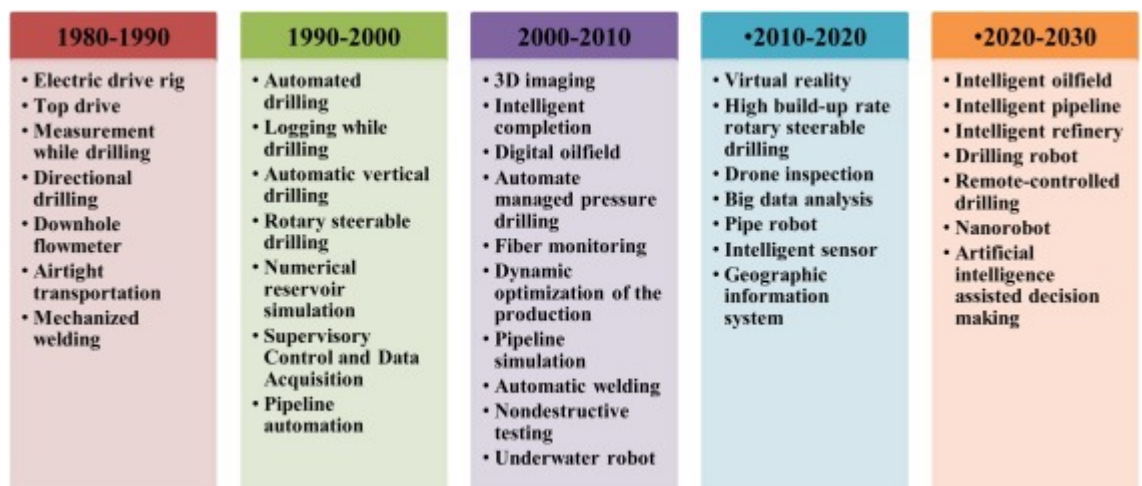 1980-1990
• Electric drive rig
• Top drive
• Measurement
while drilling
• Directional
drilling
• Downhole
flowmeter
• Airtight
transportation
• Mechanized
welding
1990-2000
• Automated
drilling
• Logging while
drilling
• Automatic vertical
drilling
• Rotary steerable
drilling
• Numerical
reservoir
simulation
• Supervisory
Control and Data
Acquisition
• Pipeline
automation
2000-2010
• 3D imaging
• Intelligent
completion
• Digital oilfield
• Automate
managed pressure
drilling
• Fiber monitoring
• Dynamic
optimization of the
production
• Pipeline
simulation
• Automatic welding
• Nondestructive
testing
• Underwater robot
•2010-2020
• Virtual reality
• High build-up rate
rotary steerable
drilling
• Drone inspection
• Big data analysis
• Pipe robot
• Intelligent sensor
• Geographic
information
system
•2020-2030
• Intelligent oilfield
• Intelligent pipeline
• Intelligent refinery
• Drilling robot
• Remote-controlled
drilling
• Nanorobot
• Artificial
intelligence
assisted decision
making